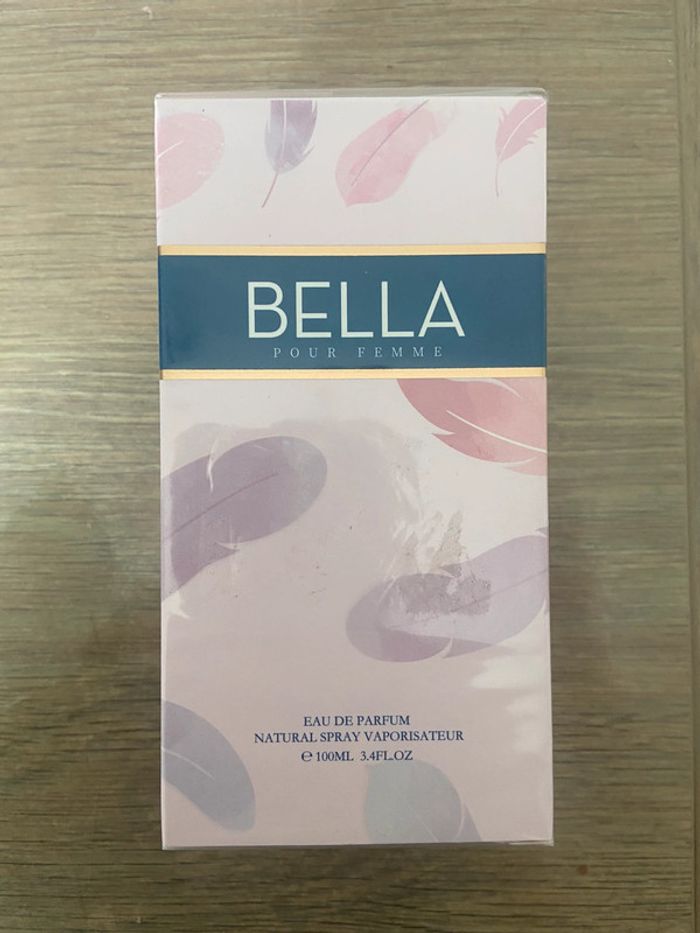 BELLA
POUR FEMME
EAU DE PARFUM
NATURAL SPRAY VAPORISATEUR
℮ 100ML 3.4FL.OZ